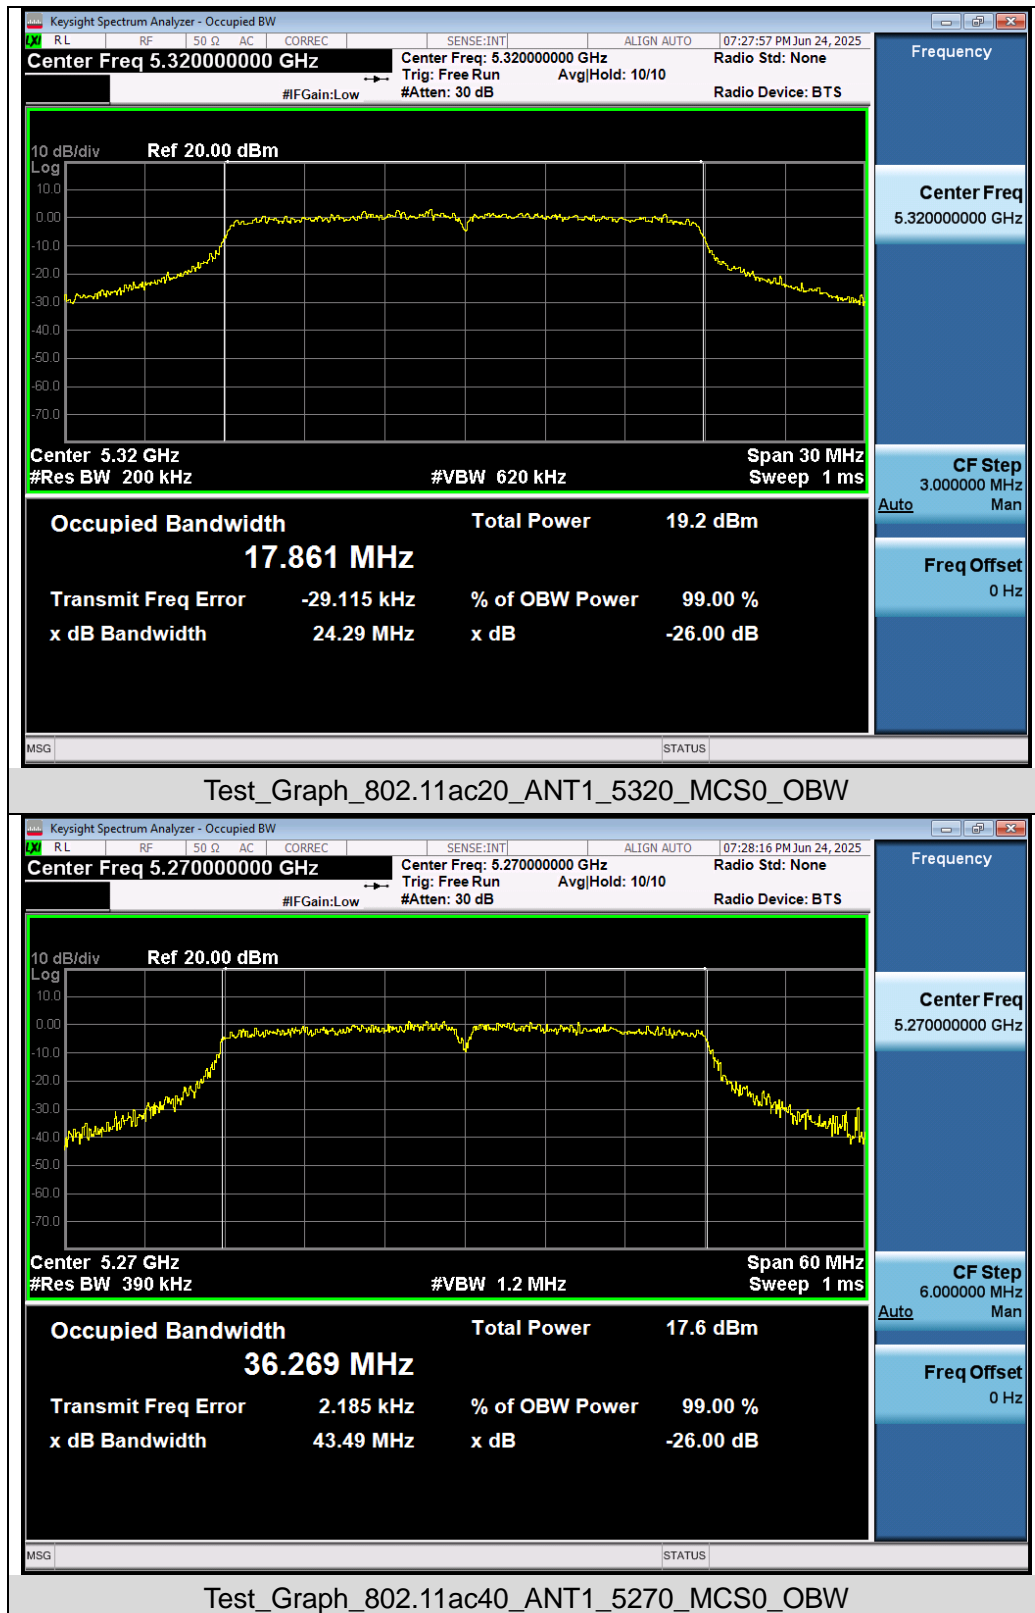 Keysight Spectrum Analyzer - Occupied BW
LXI RL RF 50 Ω AC CORREC SENSE:INT ALIGN AUTO 07:27:57 PM Jun 24, 2025
Center Freq 5.320000000 GHz Center Freq: 5.320000000 GHz Radio Std: None
Trig: Free Run Avg|Hold: 10/10
#IFGain:Low #Atten: 30 dB Radio Device: BTS
Frequency
10 dB/div Ref 20.00 dBm
Log
10.0
0.00
-10.0
-20.0
-30.0
-40.0
-50.0
-60.0
-70.0
Center 5.32 GHz Span 30 MHz
#Res BW 200 kHz #VBW 620 kHz Sweep 1 ms
Center Freq
5.320000000 GHz
CF Step
3.000000 MHz
Auto Man
Freq Offset
0 Hz
Occupied Bandwidth Total Power 19.2 dBm
17.861 MHz
Transmit Freq Error -29.115 kHz % of OBW Power 99.00 %
x dB Bandwidth 24.29 MHz x dB -26.00 dB
MSG STATUS
Test_Graph_802.11ac20_ANT1_5320_MCS0_OBW
Keysight Spectrum Analyzer - Occupied BW
LXI RL RF 50 Ω AC CORREC SENSE:INT ALIGN AUTO 07:28:16 PM Jun 24, 2025
Center Freq 5.270000000 GHz Center Freq: 5.270000000 GHz Radio Std: None
Trig: Free Run Avg|Hold: 10/10
#IFGain:Low #Atten: 30 dB Radio Device: BTS
Frequency
10 dB/div Ref 20.00 dBm
Log
10.0
0.00
-10.0
-20.0
-30.0
-40.0
-50.0
-60.0
-70.0
Center 5.27 GHz Span 60 MHz
#Res BW 390 kHz #VBW 1.2 MHz Sweep 1 ms
Center Freq
5.270000000 GHz
CF Step
6.000000 MHz
Auto Man
Freq Offset
0 Hz
Occupied Bandwidth Total Power 17.6 dBm
36.269 MHz
Transmit Freq Error 2.185 kHz % of OBW Power 99.00 %
x dB Bandwidth 43.49 MHz x dB -26.00 dB
MSG STATUS
Test_Graph_802.11ac40_ANT1_5270_MCS0_OBW